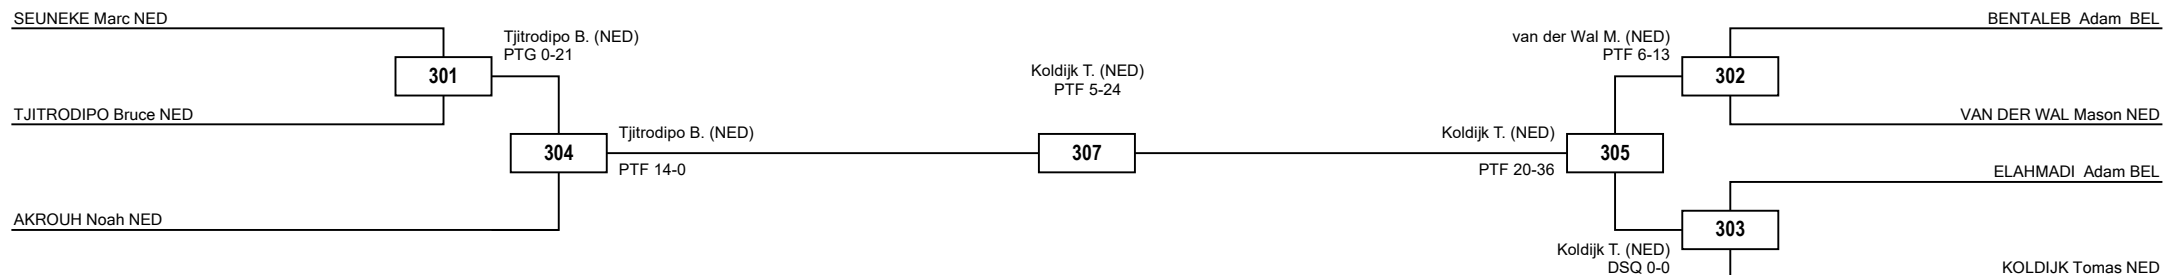 SEUNEKE Marc NED
BENTALEB  Adam  BEL
Tjitrodipo B. (NED)
PTG 0-21
van der Wal M. (NED)
PTF 6-13
301
Koldijk T. (NED)
PTF 5-24
302
TJITRODIPO Bruce NED
VAN DER WAL Mason NED
Tjitrodipo B. (NED)
Koldijk T. (NED)
304
307
305
PTF 14-0
PTF 20-36
ELAHMADI  Adam BEL
AKROUH Noah NED
303
Koldijk T. (NED)
DSQ 0-0
KOLDIJK Tomas NED